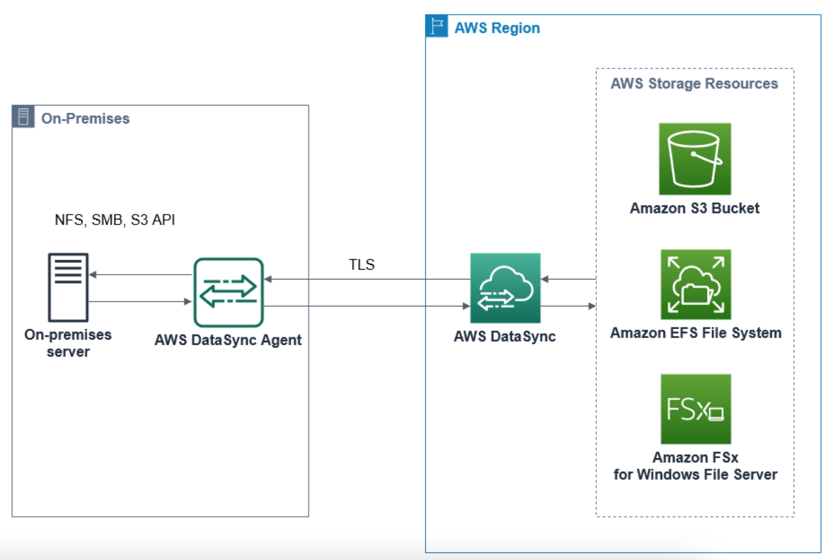 AWS Region
AWS Storage Resources
On-Premises
Amazon S3 Bucket
NFS, SMB, S3 API
TLS
On-premises
server
AWS DataSync Agent
AWS DataSync
Amazon EFS File System
FSx
Amazon FSx
for Windows File Server